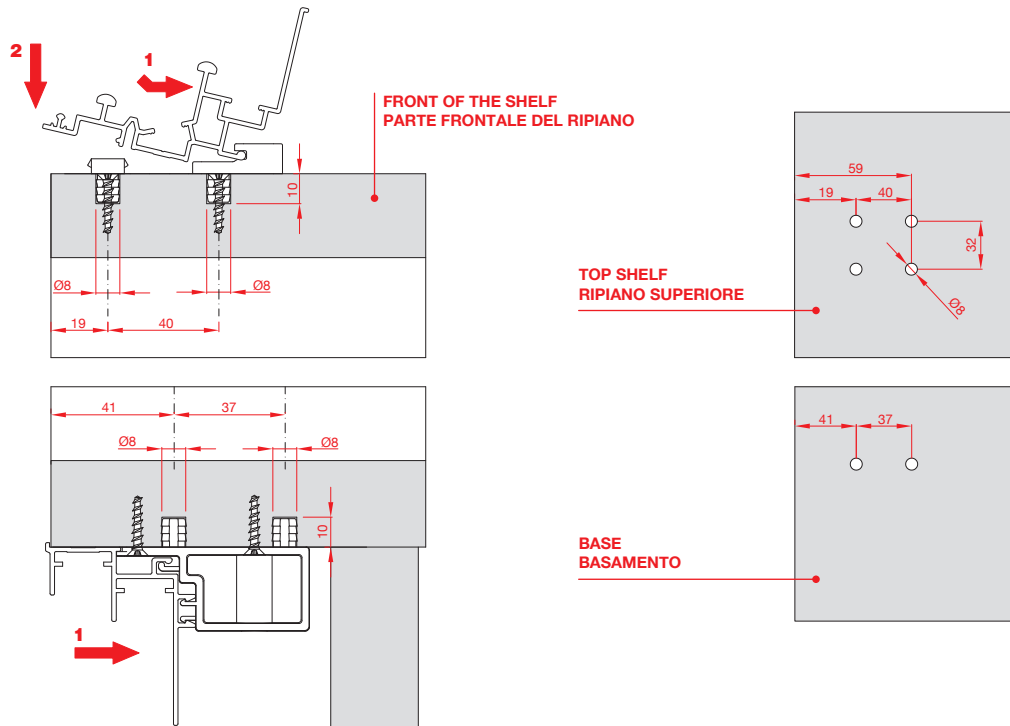 2
1
FRONT OF THE SHELF
PARTE FRONTALE DEL RIPIANO
10
Ø8
Ø8
19
40
59
19
40
32
Ø8
TOP SHELF
RIPIANO SUPERIORE
41
37
Ø8
Ø8
10
1
41
37
BASE
BASAMENTO